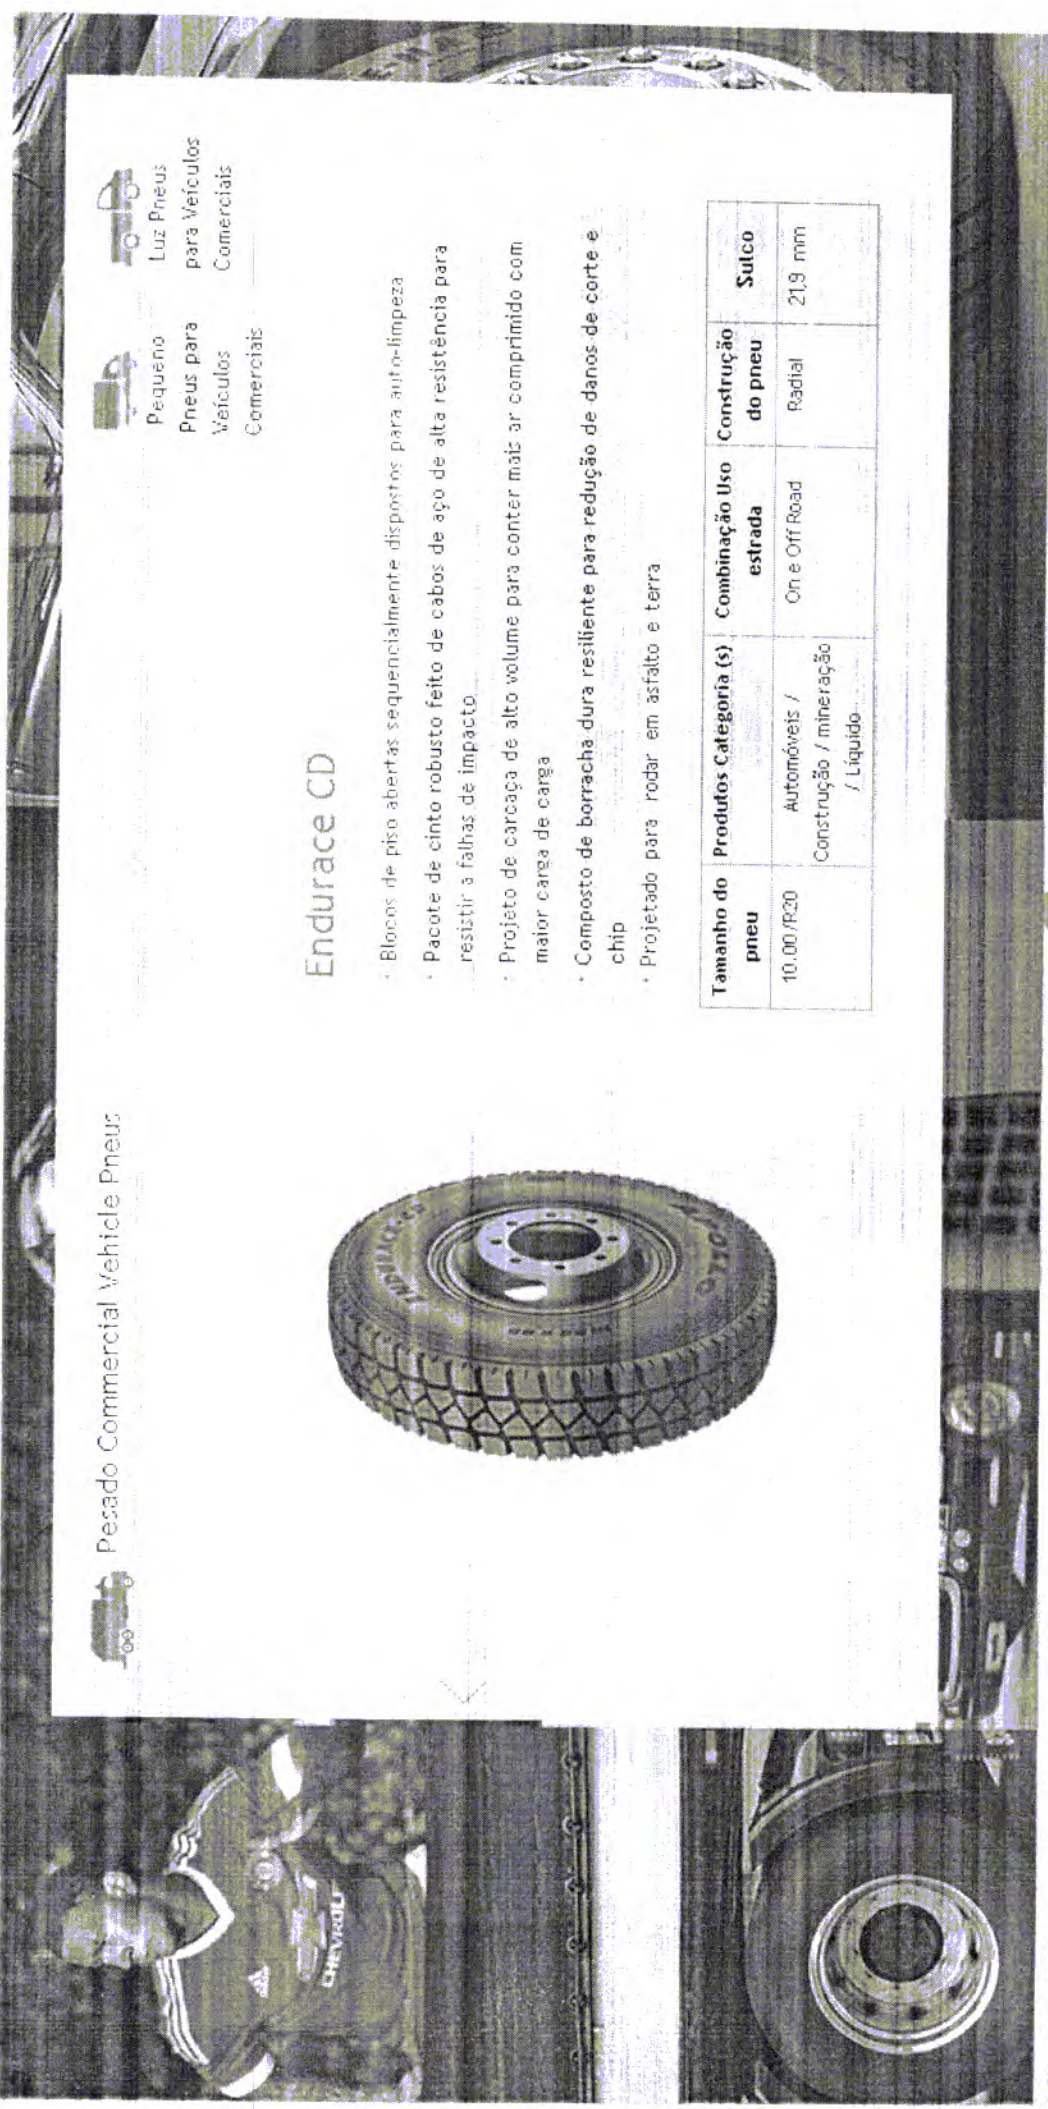 Pesado Commercial Vehicle Pneus
Pequeno
Pneus para
Veículos
Comerciais
Luz Pneus
para Veículos
Comerciais
Endurace CD
Blocos de piso abertas sequencialmente dispostos para auto-limpeza
Pacote de cinto robusto feito de cabos de aço de alta resistência para
resistir a falhas de impacto
Projeto de carcaça de alto volume para conter mais ar comprimido com
maior carga de carga
Composto de borracha dura resiliente para redução de danos de corte e
chip
Projetado para rodar em asfalto e terra
Tamanho do pneu Produtos Categoria (s) Combinação Uso estrada Construção do pneu Sulco
10.00/R20 Automóveis / Construção / mineração / Líquido On e Off Road Radial 21,9 mm
adidas
CHEVROLET
APOLLO
ENDURACE CD